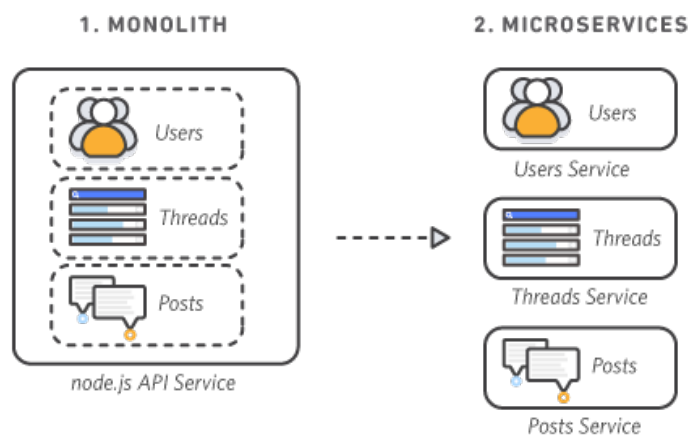 1. MONOLITH
Users
Threads
Posts
node.js API Service
2. MICROSERVICES
Users
Users Service
Threads
Threads Service
Posts
Posts Service